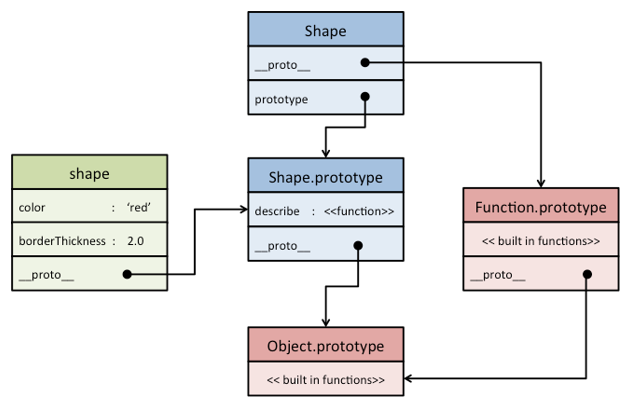 Shape
__proto__
prototype
shape
color : ‘red’
borderThickness : 2.0
__proto__
Shape.prototype
describe : <<function>>
__proto__
Function.prototype
<< built in functions>>
__proto__
Object.prototype
<< built in functions>>